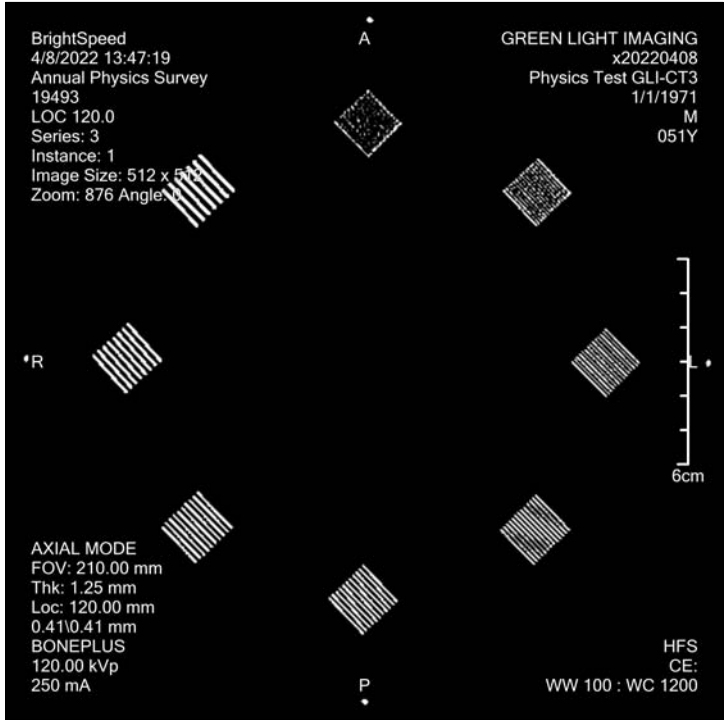 BrightSpeed
4/8/2022 13:47:19
Annual Physics Survey
19493
LOC 120.0
Series: 3
Instance: 1
Image Size: 512 x 512
Zoom: 876 Angle: 0
A
GREEN LIGHT IMAGING
x20220408
Physics Test GLI-CT3
1/1/1971
M
051Y
R
L
6cm
AXIAL MODE
FOV: 210.00 mm
Thk: 1.25 mm
Loc: 120.00 mm
0.41\0.41 mm
BONEPLUS
120.00 kVp
250 mA
P
HFS
CE:
WW 100 : WC 1200